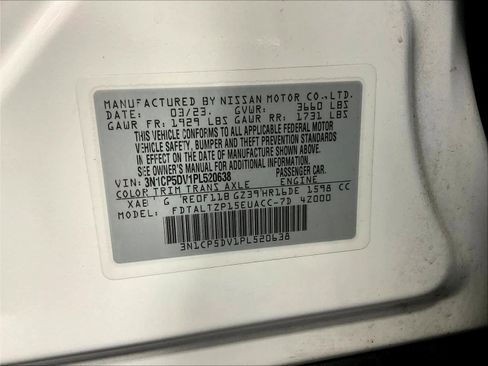 MANUFACTURED BY NISSAN MOTOR CO., LTD.
DATE: 03/23. GVWR: 3660 LBS
GAWR FR: 1929 LBS GAWR RR: 1731 LBS
THIS VEHICLE CONFORMS TO ALL APPLICABLE FEDERAL MOTOR
VEHICLE SAFETY, BUMPER AND THEFT PREVENTION STANDARDS
IN EFFECT ON THE DATE OF MANUFACTURE SHOWN ABOVE.
SEE OWNER'S MANUAL FOR ADDITIONAL INFORMATION.
VIN: 3N1CP5DV1PL520638 PASSENGER CAR
COLOR TRIM TRANS AXLE ENGINE
XAB G RE0F11B GZ39 HR16DE 1598 CC
MODEL: FDTALTZP15EUACC-7D 4Z000
3N1CP5DV1PL520638